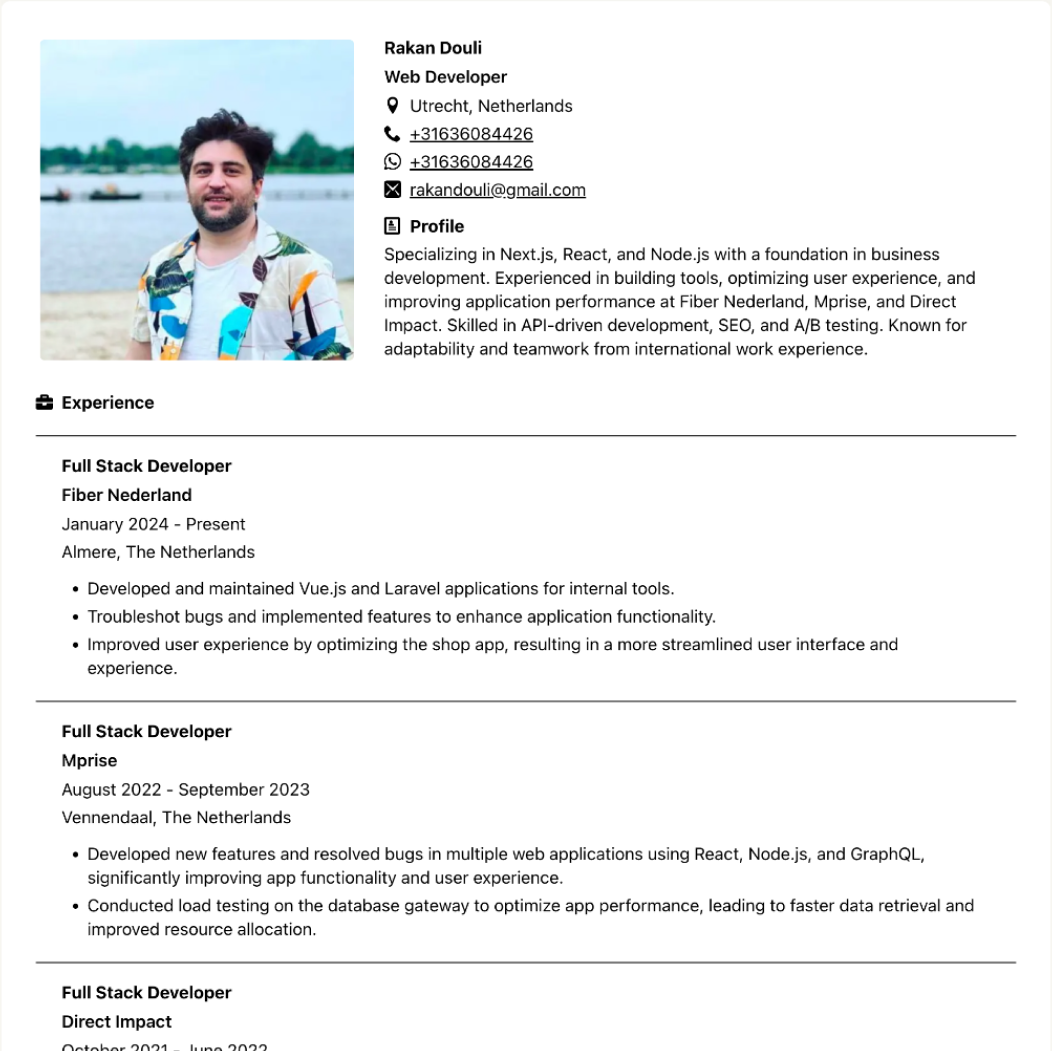 Rakan Douli
Web Developer
Utrecht, Netherlands
+31636084426
+31636084426
rakandouli@gmail.com
Profile
Specializing in Next.js, React, and Node.js with a foundation in business
development. Experienced in building tools, optimizing user experience, and
improving application performance at Fiber Nederland, Mprise, and Direct
Impact. Skilled in API-driven development, SEO, and A/B testing. Known for
adaptability and teamwork from international work experience.
Experience
Full Stack Developer
Fiber Nederland
January 2024 - Present
Almere, The Netherlands
• Developed and maintained Vue.js and Laravel applications for internal tools.
• Troubleshot bugs and implemented features to enhance application functionality.
• Improved user experience by optimizing the shop app, resulting in a more streamlined user interface and
experience.
Full Stack Developer
Mprise
August 2022 - September 2023
Vennendaal, The Netherlands
• Developed new features and resolved bugs in multiple web applications using React, Node.js, and GraphQL,
significantly improving app functionality and user experience.
• Conducted load testing on the database gateway to optimize app performance, leading to faster data retrieval and
improved resource allocation.
Full Stack Developer
Direct Impact
October 2021 - June 2022